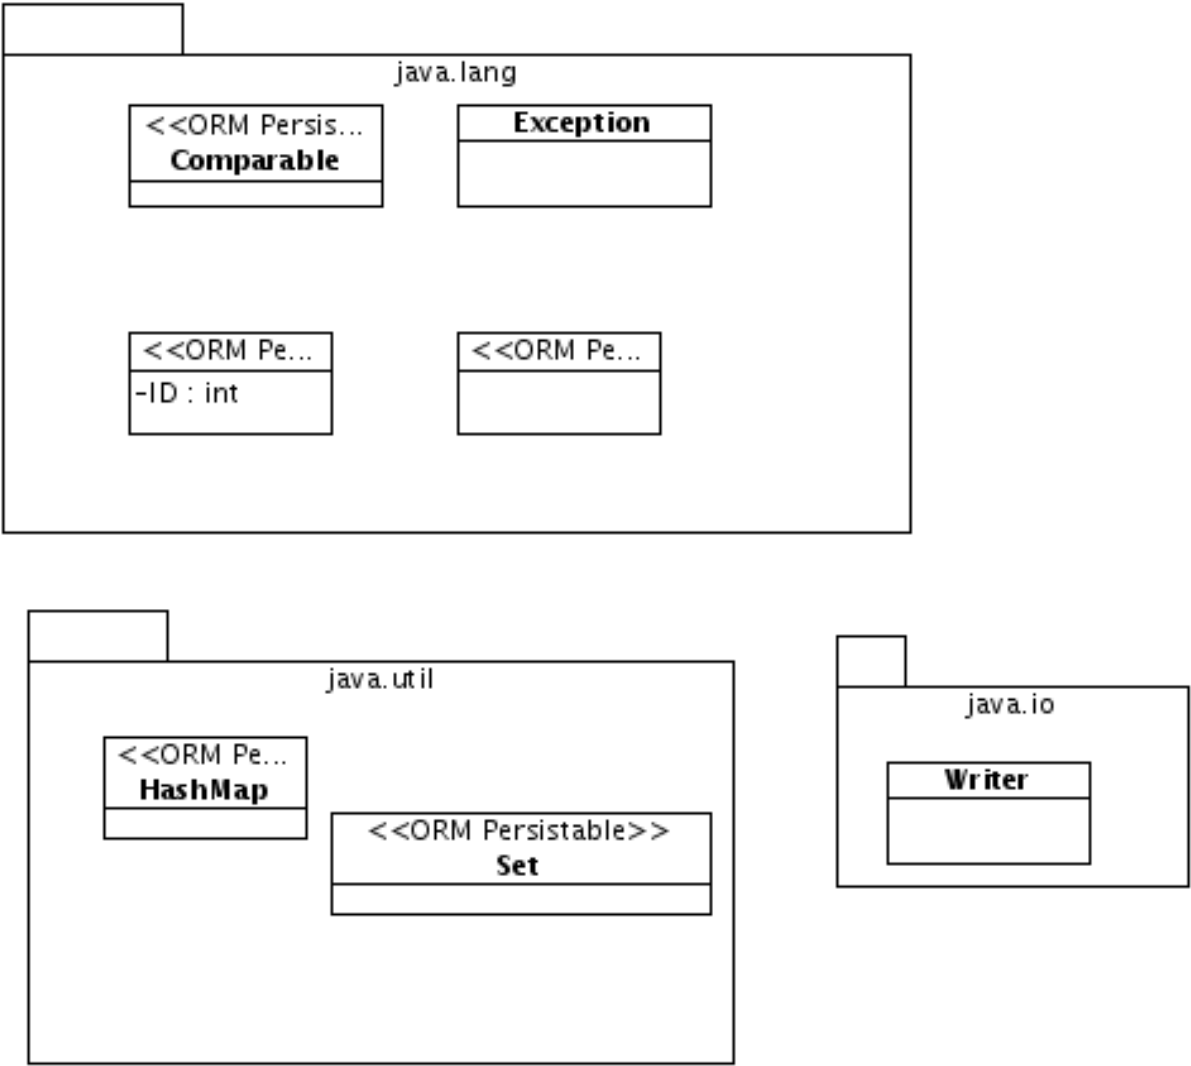 java.lang
<<ORM Persis...
Comparable
Exception
<<ORM Pe...
-ID : int
<<ORM Pe...
java.util
<<ORM Pe...
HashMap
<<ORM Persistable>>
Set
java.io
Writer